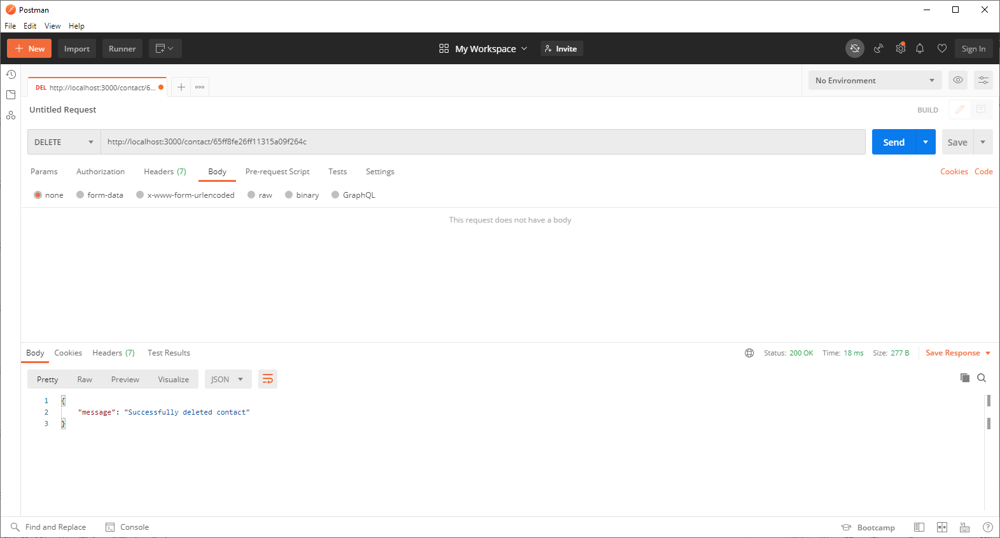 Postman
File Edit View Help
New Import Runner My Workspace Invite Sign In
DEL http://localhost:3000/contact/6... No Environment
Untitled Request BUILD
DELETE http://localhost:3000/contact/65ff8fe26ff11315a09f264c Send Save
Params Authorization Headers (7) Body Pre-request Script Tests Settings Cookies Code
none form-data x-www-form-urlencoded raw binary GraphQL
This request does not have a body
Body Cookies Headers (7) Test Results Status: 200 OK Time: 18 ms Size: 277 B Save Response
Pretty Raw Preview Visualize JSON
1 {
2 "message": "Successfully deleted contact"
3 }
Find and Replace Console Bootcamp